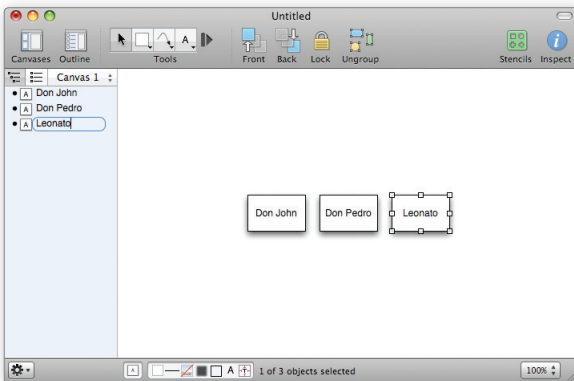 Untitled
Canvases Outline Tools Front Back Lock Ungroup Stencils Inspect
Canvas 1
A Don John
A Don Pedro
A Leonato
Don John Don Pedro Leonato
A A 1 of 3 objects selected 100%